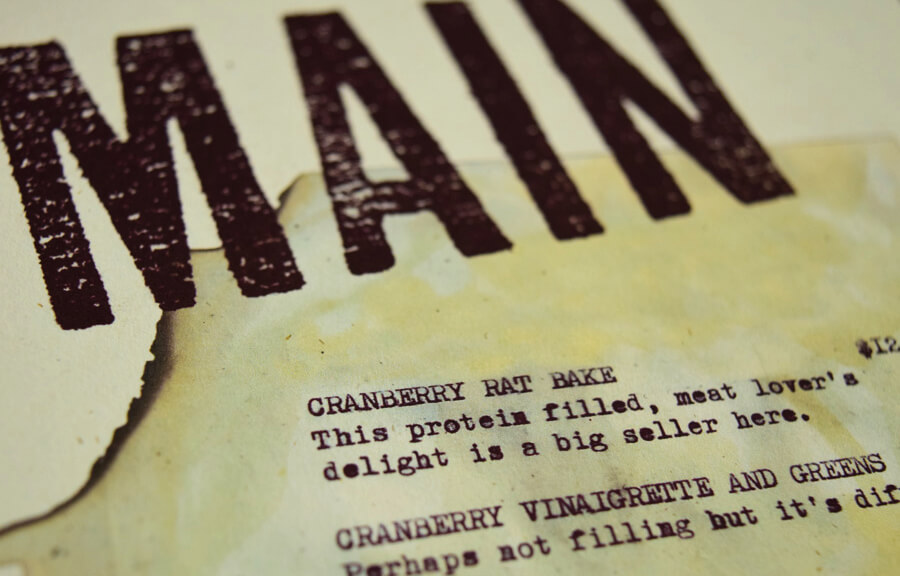 MAIN
$12
CRANBERRY RAT BAKE
This protein filled, meat lover's
delight is a big seller here.
CRANBERRY VINAIGRETTE AND GREENS
Perhaps not filling but it's dif